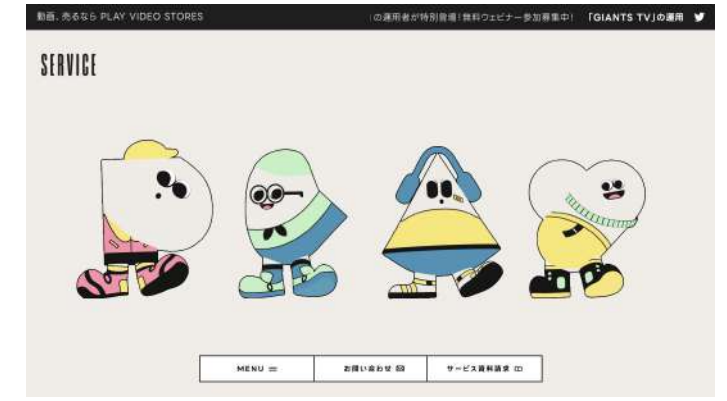 動画、売るなら PLAY VIDEO STORES
の運用者が特別登壇!無料ウェビナー参加募集中! 「GIANTS TV」の運用
SERVICE
MENU
お問い合わせ
サービス資料請求